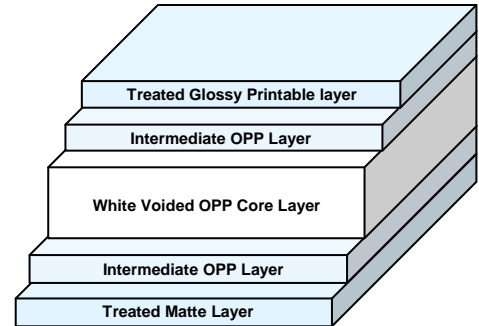 Treated Glossy Printable layer
Intermediate OPP Layer
White Voided OPP Core Layer
Intermediate OPP Layer
Treated Matte Layer